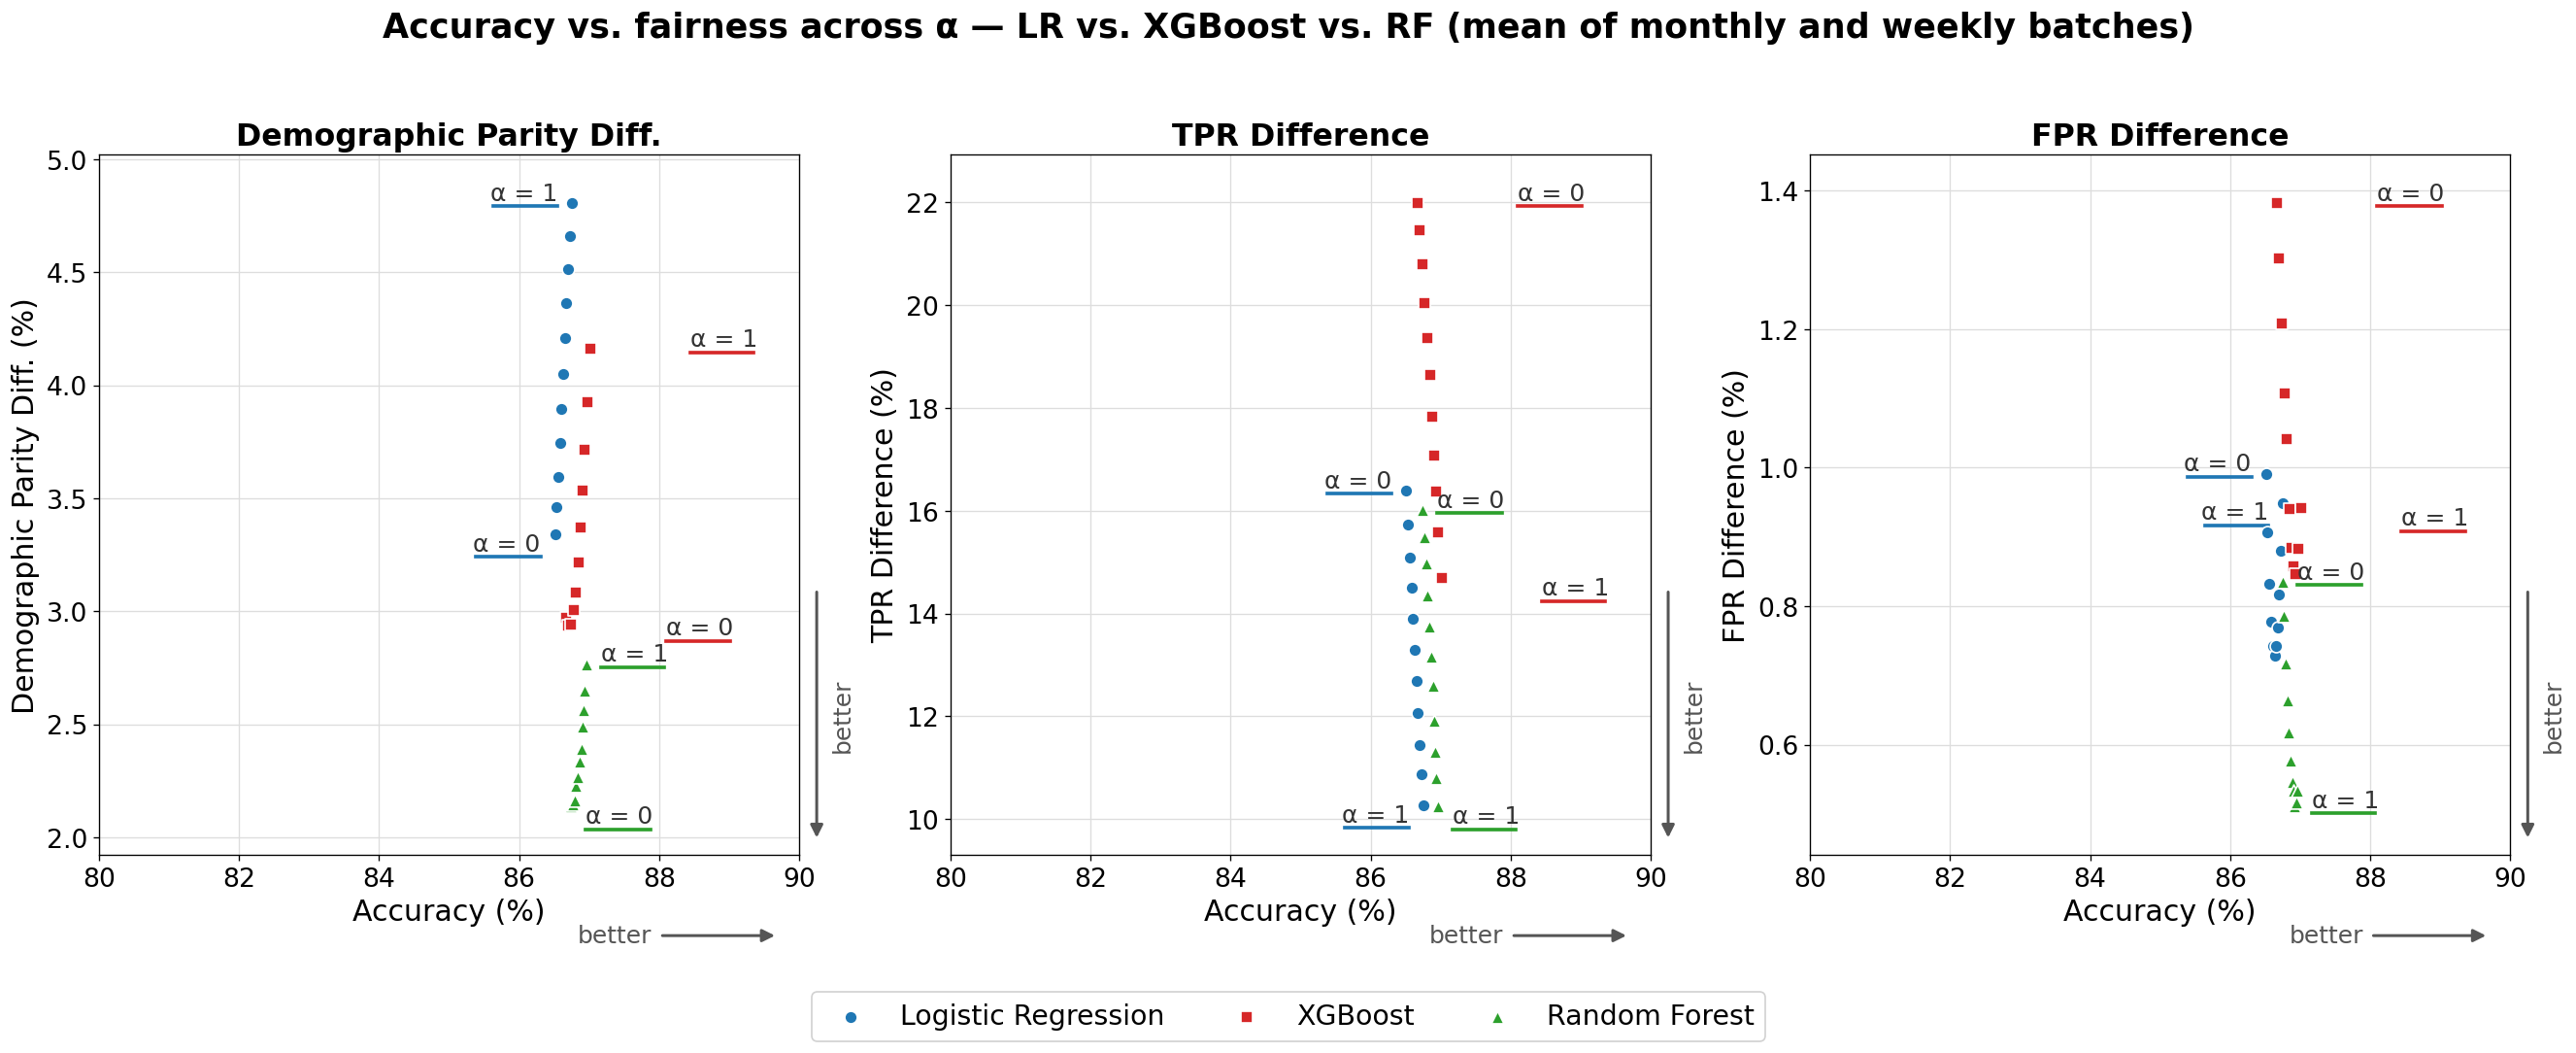 Accuracy vs. fairness across α — LR vs. XGBoost vs. RF (mean of monthly and weekly batches)
Demographic Parity Diff.
Demographic Parity Diff. (%)
5.0
4.5
4.0
3.5
3.0
2.5
2.0
α = 1
α = 1
α = 0
α = 0
α = 1
α = 0
80 82 84 86 88 90
Accuracy (%)
better
better
TPR Difference
TPR Difference (%)
22
20
18
16
14
12
10
α = 0
α = 0
α = 0
α = 1
α = 1
α = 1
80 82 84 86 88 90
Accuracy (%)
better
better
FPR Difference
FPR Difference (%)
1.4
1.2
1.0
0.8
0.6
α = 0
α = 0
α = 1
α = 1
α = 0
α = 1
80 82 84 86 88 90
Accuracy (%)
better
better
Logistic Regression XGBoost Random Forest